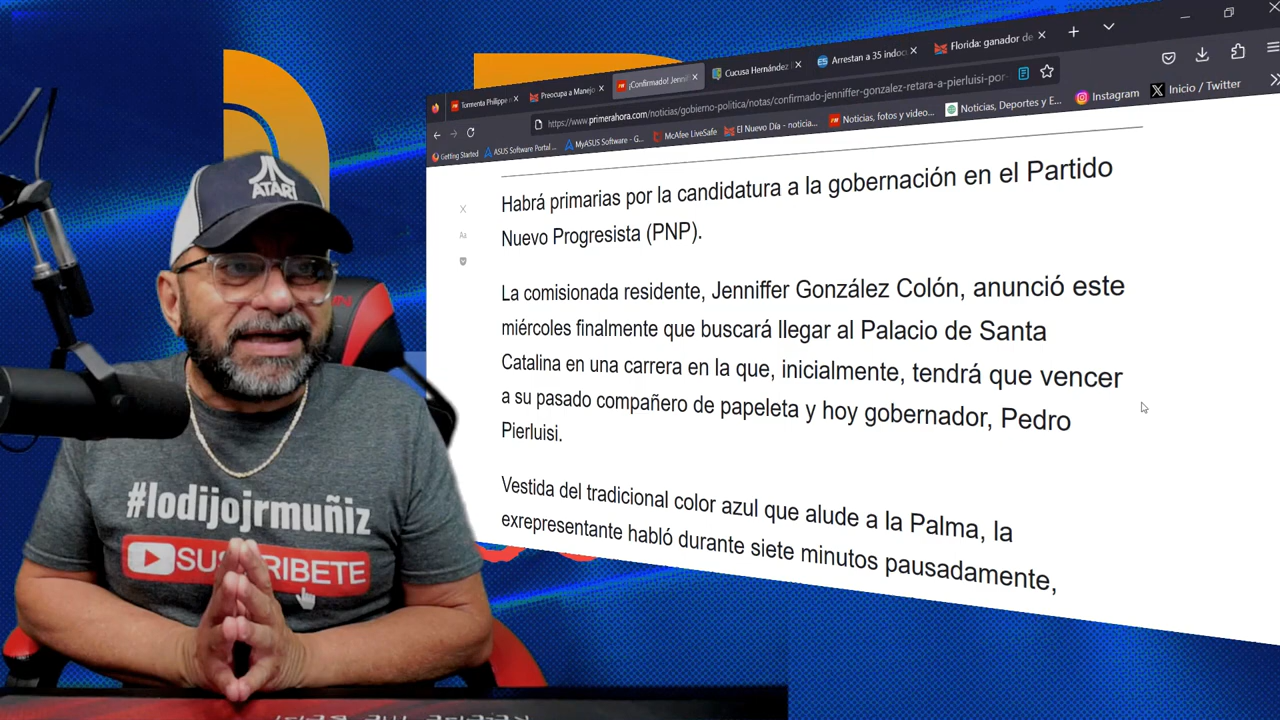 Tormenta Philippe
Preocupa a Manejo
¡Confirmado! Jenni
Cucusa Hernández
Arrestan a 35 indoc
Florida: ganador de
https://www.primerahora.com/noticias/gobierno-politica/notas/confirmado-jenniffer-gonzalez-retara-a-pierluisi-por-
Getting Started
ASUS Software Portal ...
MyASUS Software - G...
McAfee LiveSafe
El Nuevo Día - noticia...
Noticias, fotos y video...
Noticias, Deportes y E...
Instagram
Inicio / Twitter
Aa
Habrá primarias por la candidatura a la gobernación en el Partido
Nuevo Progresista (PNP).
La comisionada residente, Jenniffer González Colón, anunció este
miércoles finalmente que buscará llegar al Palacio de Santa
Catalina en una carrera en la que, inicialmente, tendrá que vencer
a su pasado compañero de papeleta y hoy gobernador, Pedro
Pierluisi.
Vestida del tradicional color azul que alude a la Palma, la
exrepresentante habló durante siete minutos pausadamente,
ATARI
#lodijojrmuñiz
SUS RIBETE